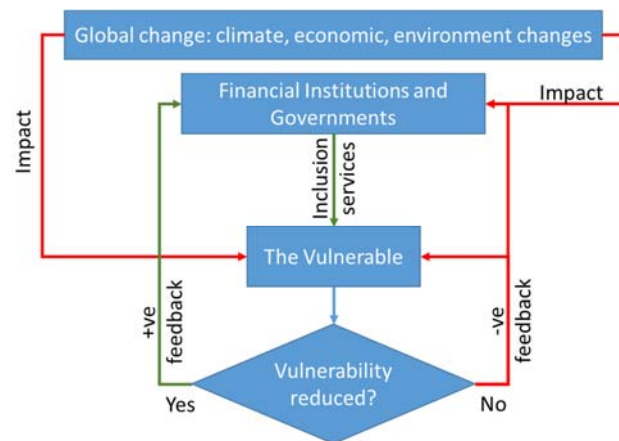 Global change: climate, economic, environment changes
Financial Institutions and
Governments
Impact
Impact
Inclusion
services
The Vulnerable
+ve
feedback
-ve
feedback
Vulnerability
reduced?
Yes
No